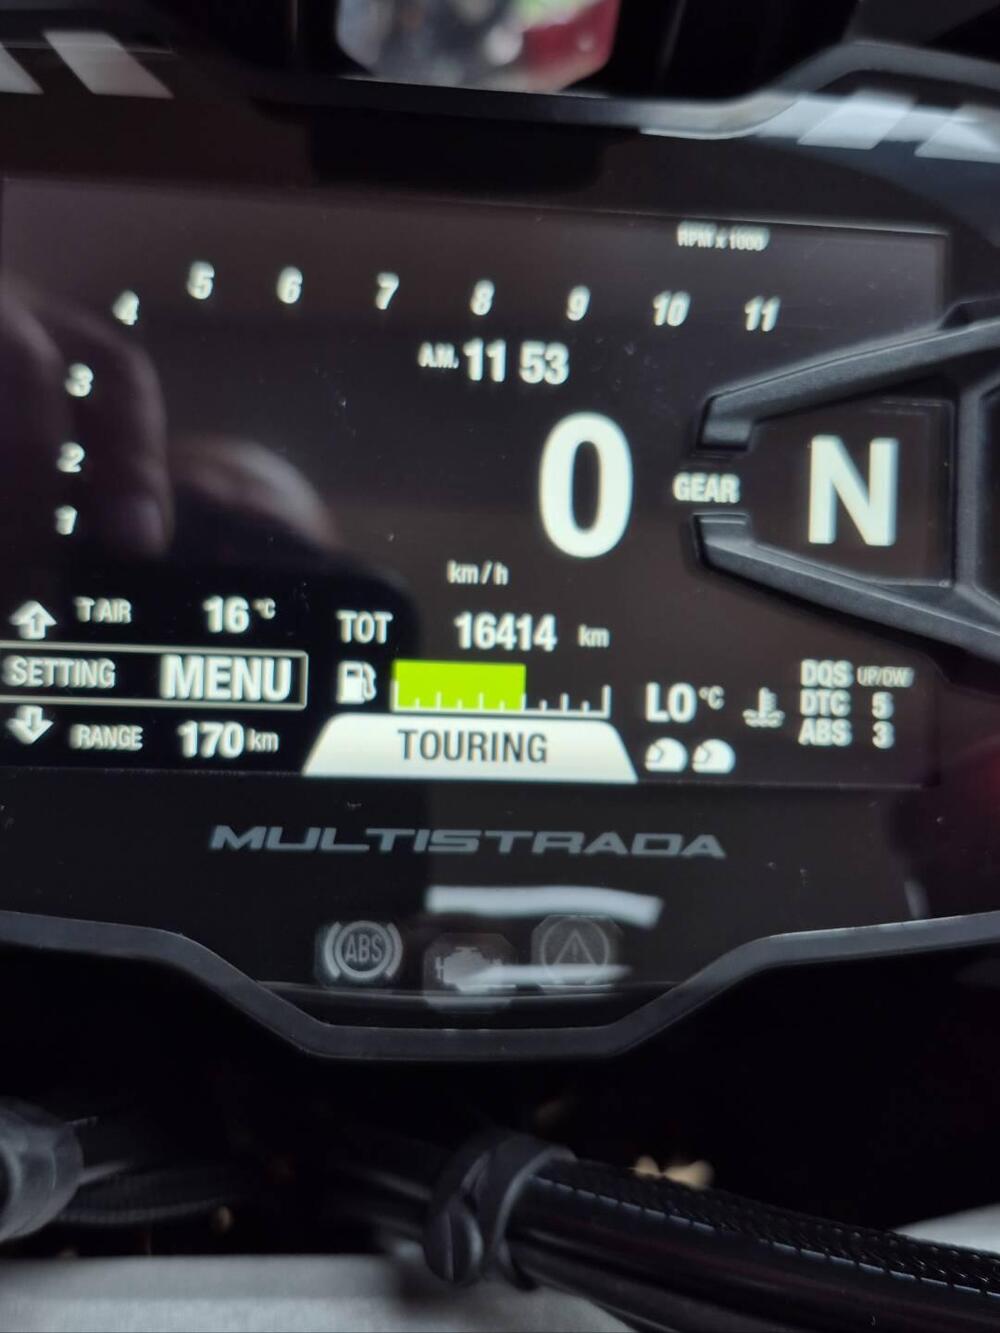 RPM x 1000
1 2 3 4 5 6 7 8 9 10 11
A.M. 11 53
0
km/h
GEAR N
T AIR 16 °C
SETTING MENU
RANGE 170 km
TOT 16414 km
TOURING
LO °C
DQS UP/DW
DTC 5
ABS 3
MULTISTRADA
ABS